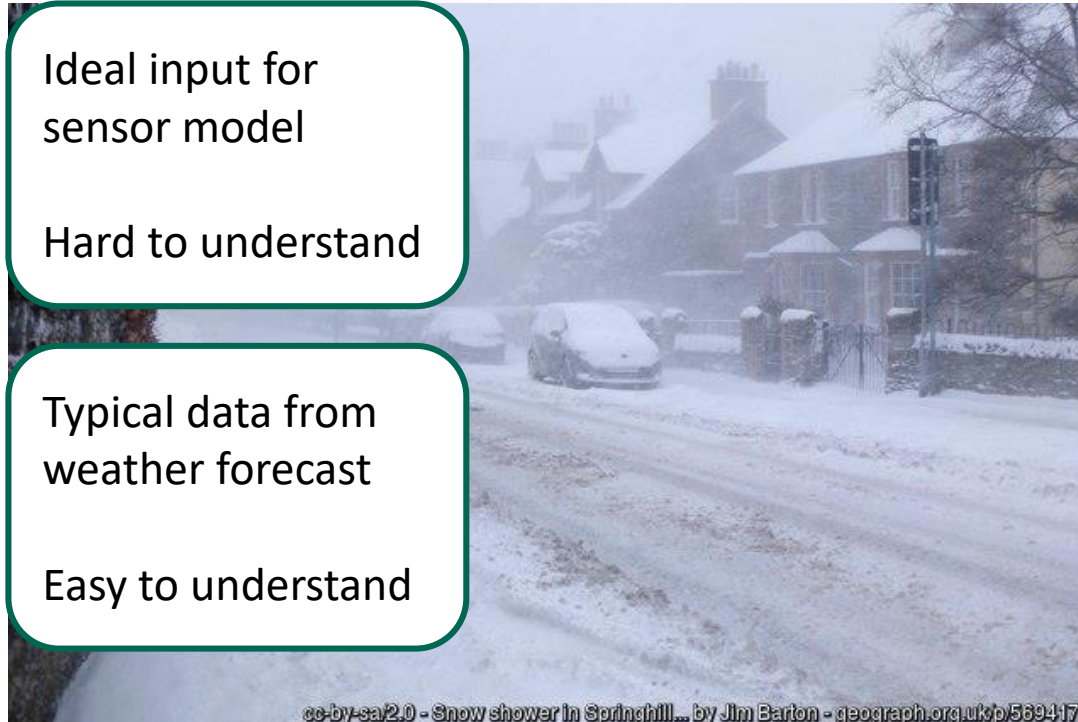 Ideal input for
sensor model
Hard to understand
Typical data from
weather forecast
Easy to understand
cc-by-sa/2.0 - Snow shower in Springhill... by Jim Barton - geograph.org.uk/p/569417